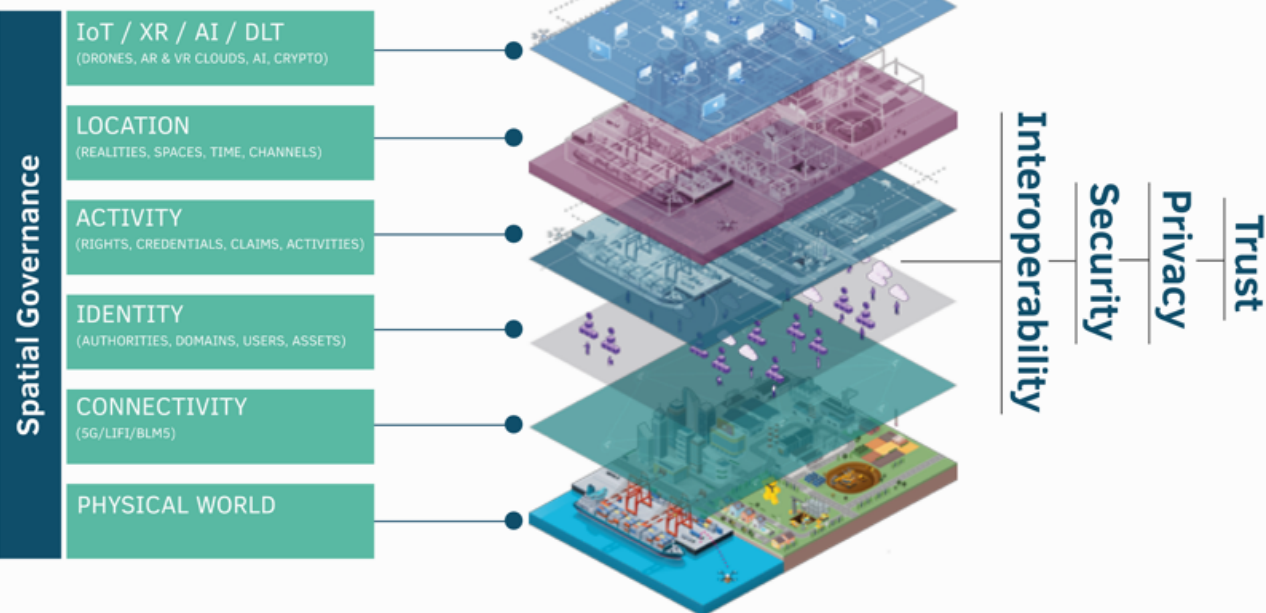 Spatial Governance
IoT / XR / AI / DLT
(DRONES, AR & VR CLOUDS, AI, CRYPTO)
LOCATION
(REALITIES, SPACES, TIME, CHANNELS)
ACTIVITY
(RIGHTS, CREDENTIALS, CLAIMS, ACTIVITIES)
IDENTITY
(AUTHORITIES, DOMAINS, USERS, ASSETS)
CONNECTIVITY
(5G/LIFI/BLM5)
PHYSICAL WORLD
Interoperability
Security
Privacy
Trust